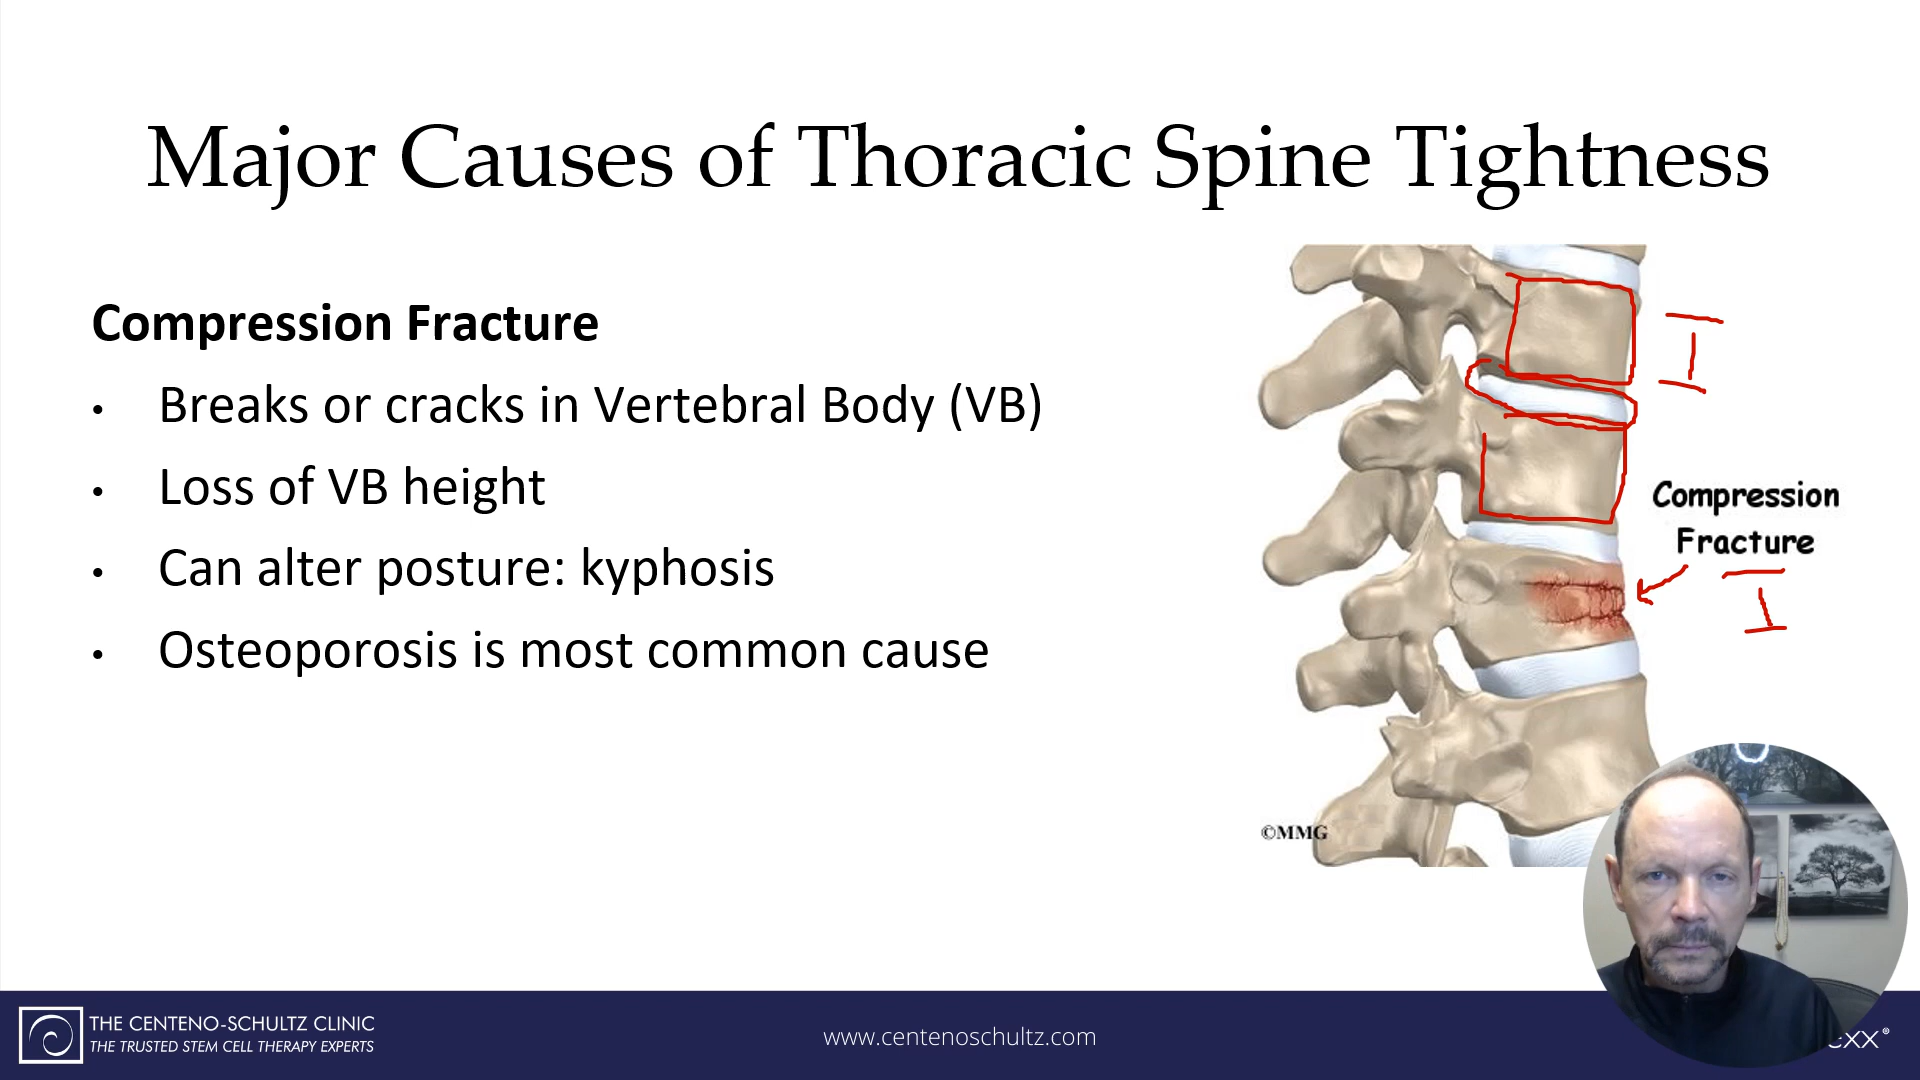 Major Causes of Thoracic Spine Tightness
Compression Fracture
• Breaks or cracks in Vertebral Body (VB)
• Loss of VB height
• Can alter posture: kyphosis
• Osteoporosis is most common cause
Compression
Fracture
©MMG
THE CENTENO-SCHULTZ CLINIC
THE TRUSTED STEM CELL THERAPY EXPERTS
www.centenoschultz.com